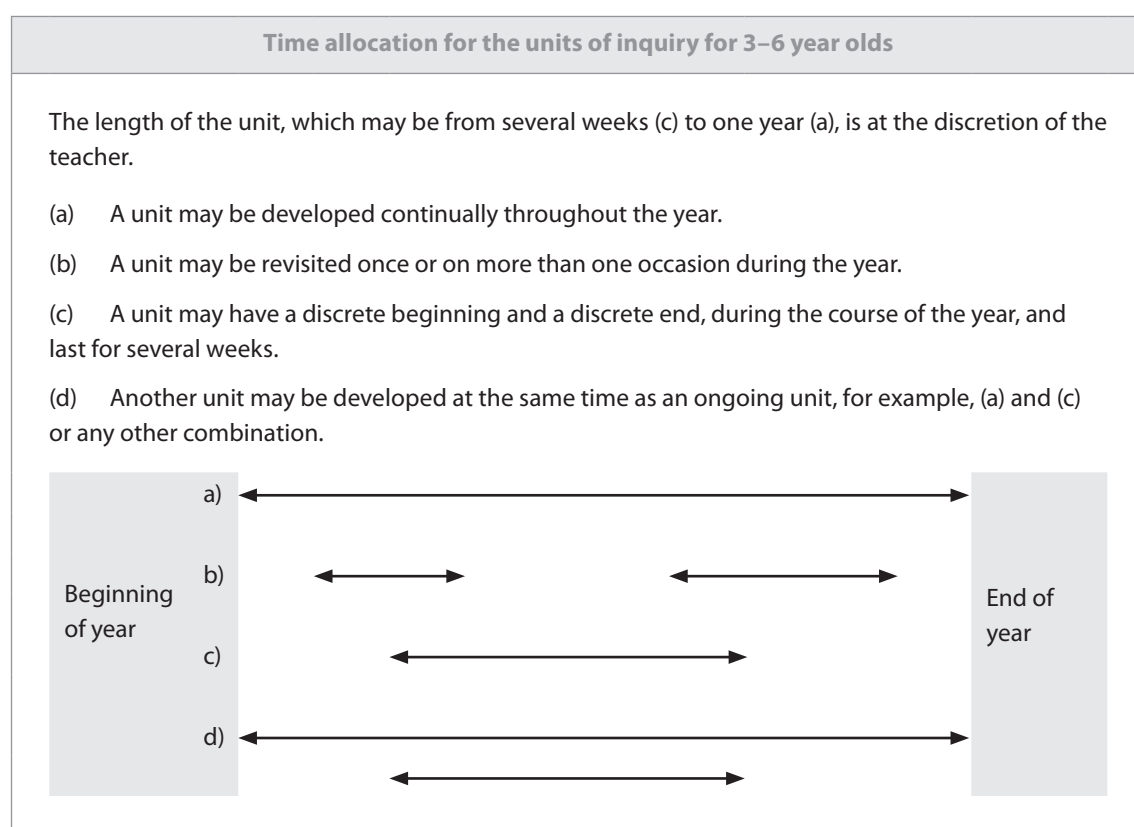 Time allocation for the units of inquiry for 3–6 year olds
The length of the unit, which may be from several weeks (c) to one year (a), is at the discretion of the
teacher.
(a) A unit may be developed continually throughout the year.
(b) A unit may be revisited once or on more than one occasion during the year.
(c) A unit may have a discrete beginning and a discrete end, during the course of the year, and
last for several weeks.
(d) Another unit may be developed at the same time as an ongoing unit, for example, (a) and (c)
or any other combination.
a)
b)
Beginning
of year
End of
year
c)
d)